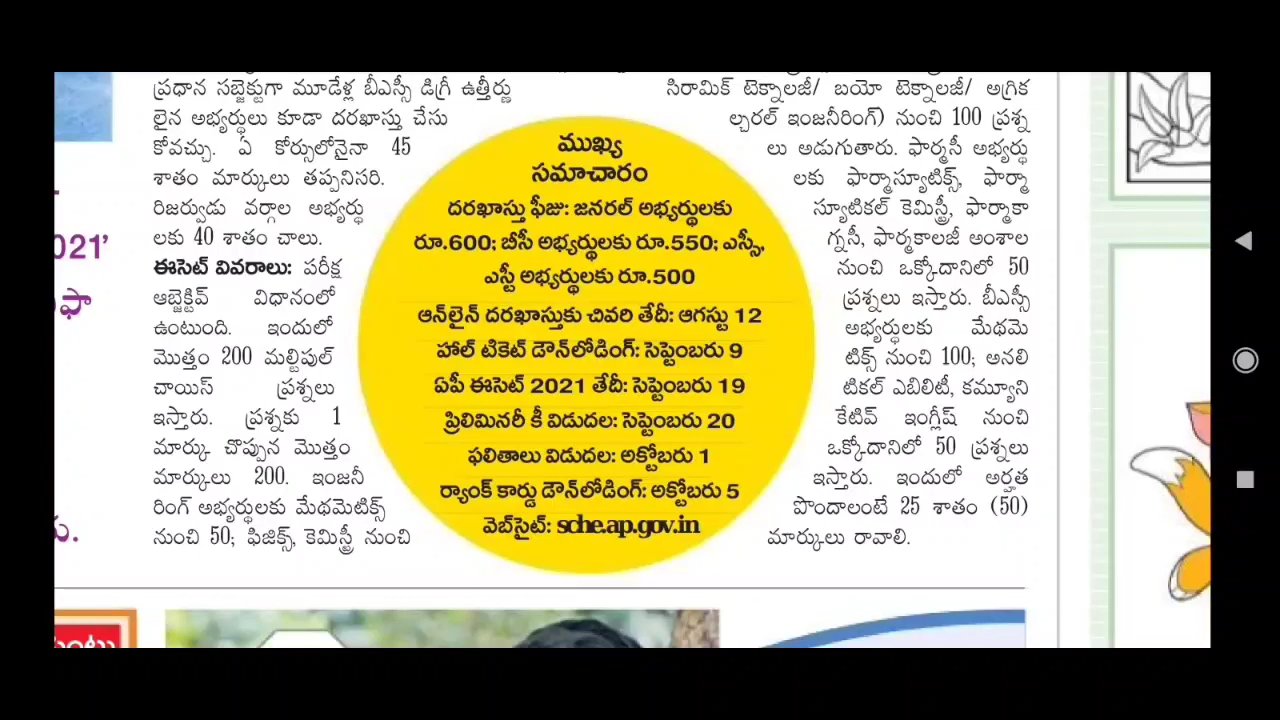 ప్రధాన సబ్జెక్టుగా మూడేళ్ల బీఎస్సీ డిగ్రీ ఉత్తీర్ణు
లైన అభ్యర్థులు కూడా దరఖాస్తు చేసు
కోవచ్చు. ఏ కోర్సులోనైనా 45
శాతం మార్కులు తప్పనిసరి.
రిజర్వుడు వర్గాల అభ్యర్థు
లకు 40 శాతం చాలు.
ఈసెట్ వివరాలు: పరీక్ష
ఆబ్జెక్టివ్ విధానంలో
ఉంటుంది. ఇందులో
మొత్తం 200 మల్టిపుల్
చాయిస్ ప్రశ్నలు
ఇస్తారు. ప్రశ్నకు 1
మార్కు చొప్పున మొత్తం
మార్కులు 200. ఇంజనీ
రింగ్ అభ్యర్థులకు మేథమెటిక్స్
నుంచి 50; ఫిజిక్స్, కెమిస్ట్రీ నుంచి
ముఖ్య
సమాచారం
దరఖాస్తు ఫీజు: జనరల్ అభ్యర్థులకు
రూ.600; బీసీ అభ్యర్థులకు రూ.550; ఎస్సీ,
ఎస్టీ అభ్యర్థులకు రూ.500
ఆన్‌లైన్ దరఖాస్తుకు చివరి తేదీ: ఆగస్టు 12
హాల్ టికెట్ డౌన్‌లోడింగ్: సెప్టెంబరు 9
ఏపీ ఈసెట్ 2021 తేదీ: సెప్టెంబరు 19
ప్రిలిమినరీ కీ విడుదల: సెప్టెంబరు 20
ఫలితాలు విడుదల: అక్టోబరు 1
ర్యాంక్ కార్డు డౌన్‌లోడింగ్: అక్టోబరు 5
వెబ్‌సైట్: sche.ap.gov.in
సిరామిక్ టెక్నాలజీ/ బయో టెక్నాలజీ/ అగ్రిక
ల్చరల్ ఇంజనీరింగ్) నుంచి 100 ప్రశ్న
లు అడుగుతారు. ఫార్మసీ అభ్యర్థు
లకు ఫార్మాస్యూటిక్స్, ఫార్మా
స్యూటికల్ కెమిస్ట్రీ, ఫార్మాకా
గ్నసీ, ఫార్మకాలజీ అంశాల
నుంచి ఒక్కోదానిలో 50
ప్రశ్నలు ఇస్తారు. బీఎస్సీ
అభ్యర్థులకు మేథమె
టిక్స్ నుంచి 100; అనలి
టికల్ ఎబిలిటీ, కమ్యూని
కేటివ్ ఇంగ్లీష్ నుంచి
ఒక్కోదానిలో 50 ప్రశ్నలు
ఇస్తారు. ఇందులో అర్హత
పొందాలంటే 25 శాతం (50)
మార్కులు రావాలి.
021'